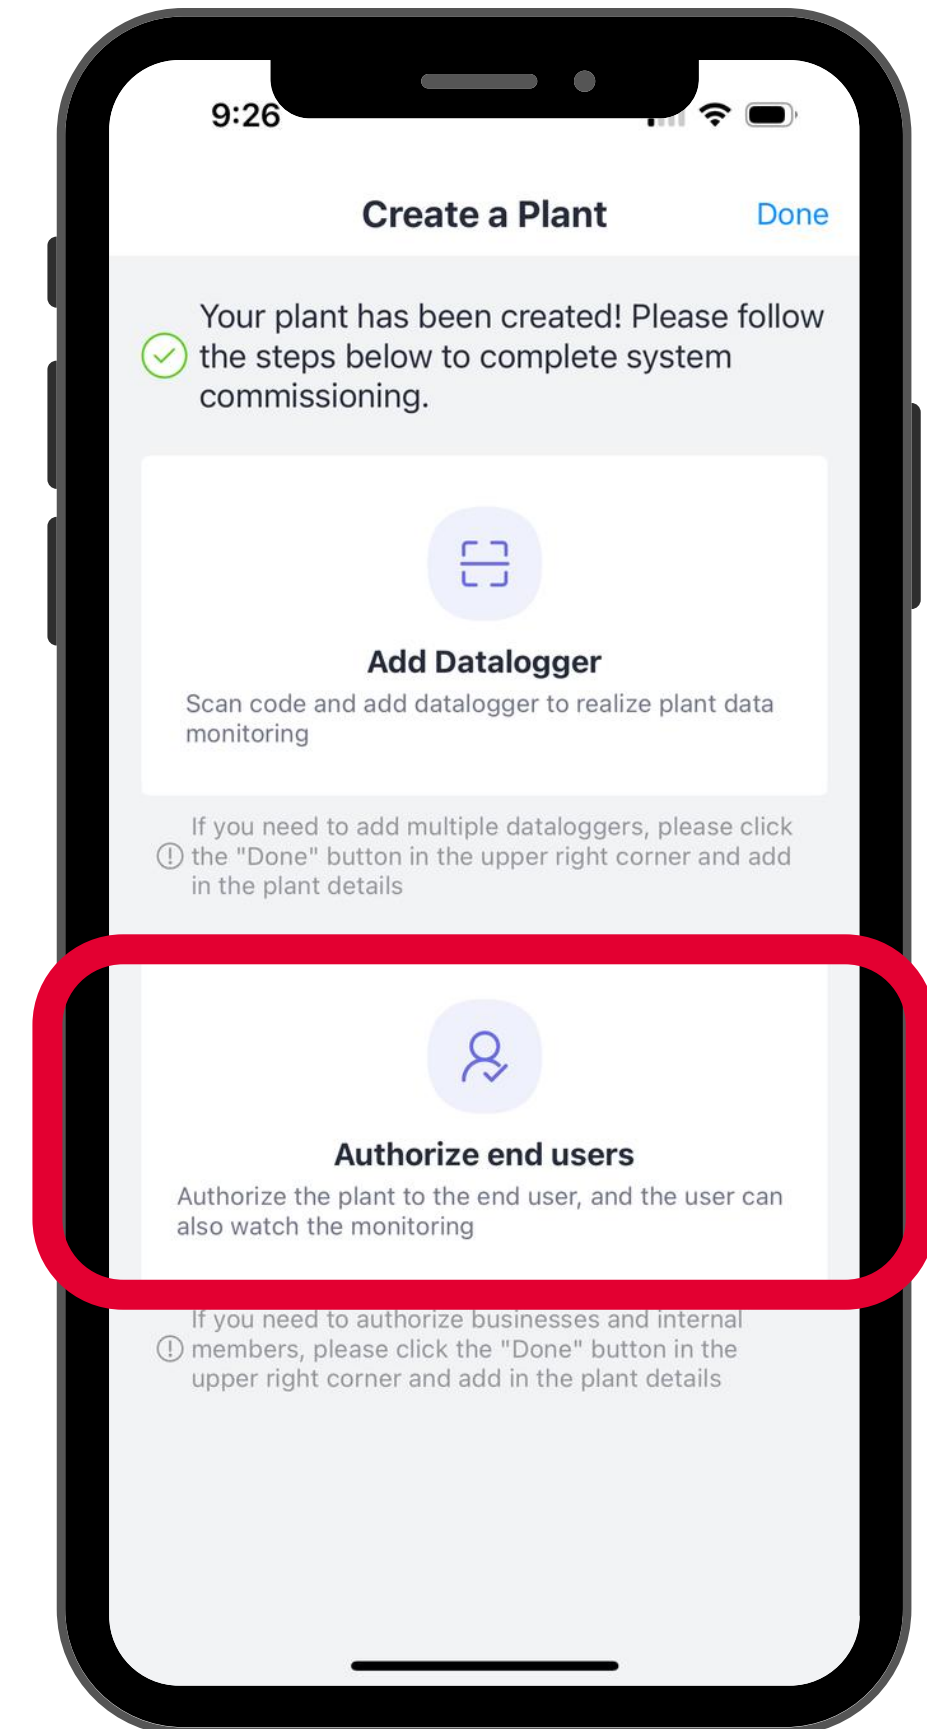 9:26
Create a Plant
Done
Your plant has been created! Please follow
the steps below to complete system
commissioning.
Add Datalogger
Scan code and add datalogger to realize plant data
monitoring
If you need to add multiple dataloggers, please click
the "Done" button in the upper right corner and add
in the plant details
Authorize end users
Authorize the plant to the end user, and the user can
also watch the monitoring
If you need to authorize businesses and internal
members, please click the "Done" button in the
upper right corner and add in the plant details